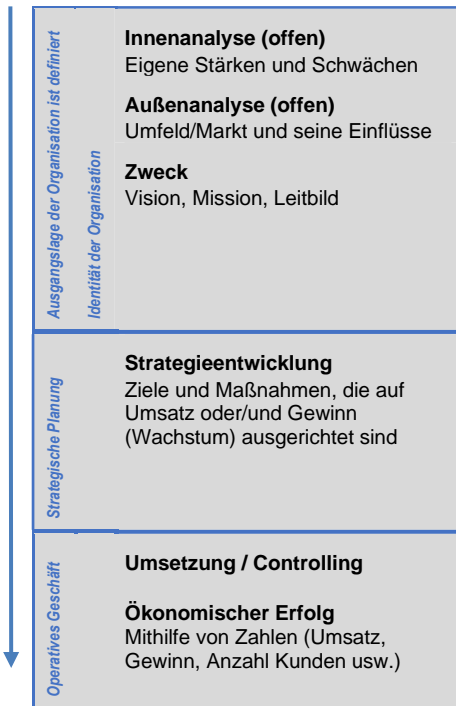 Ausgangslage der Organisation ist definiert
Identität der Organisation
Innenanalyse (offen)
Eigene Stärken und Schwächen
Außenanalyse (offen)
Umfeld/Markt und seine Einflüsse
Zweck
Vision, Mission, Leitbild
Strategische Planung
Strategieentwicklung
Ziele und Maßnahmen, die auf
Umsatz oder/und Gewinn
(Wachstum) ausgerichtet sind
Operatives Geschäft
Umsetzung / Controlling
Ökonomischer Erfolg
Mithilfe von Zahlen (Umsatz,
Gewinn, Anzahl Kunden usw.)